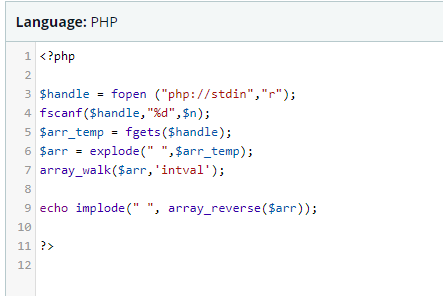 Language: PHP
1 <?php
2
3 $handle = fopen ("php://stdin","r");
4 fscanf($handle,"%d",$n);
5 $arr_temp = fgets($handle);
6 $arr = explode(" ",$arr_temp);
7 array_walk($arr,'intval');
8
9 echo implode(" ", array_reverse($arr));
10
11 ?>
12